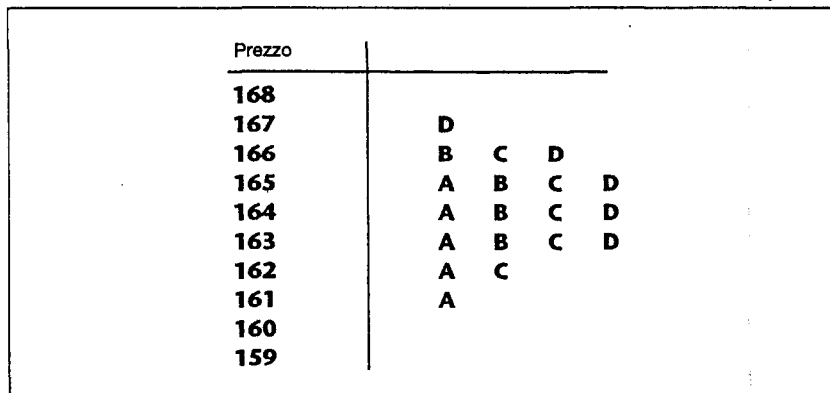 Prezzo
168
167 D
166 B C D
165 A B C D
164 A B C D
163 A B C D
162 A C
161 A
160
159